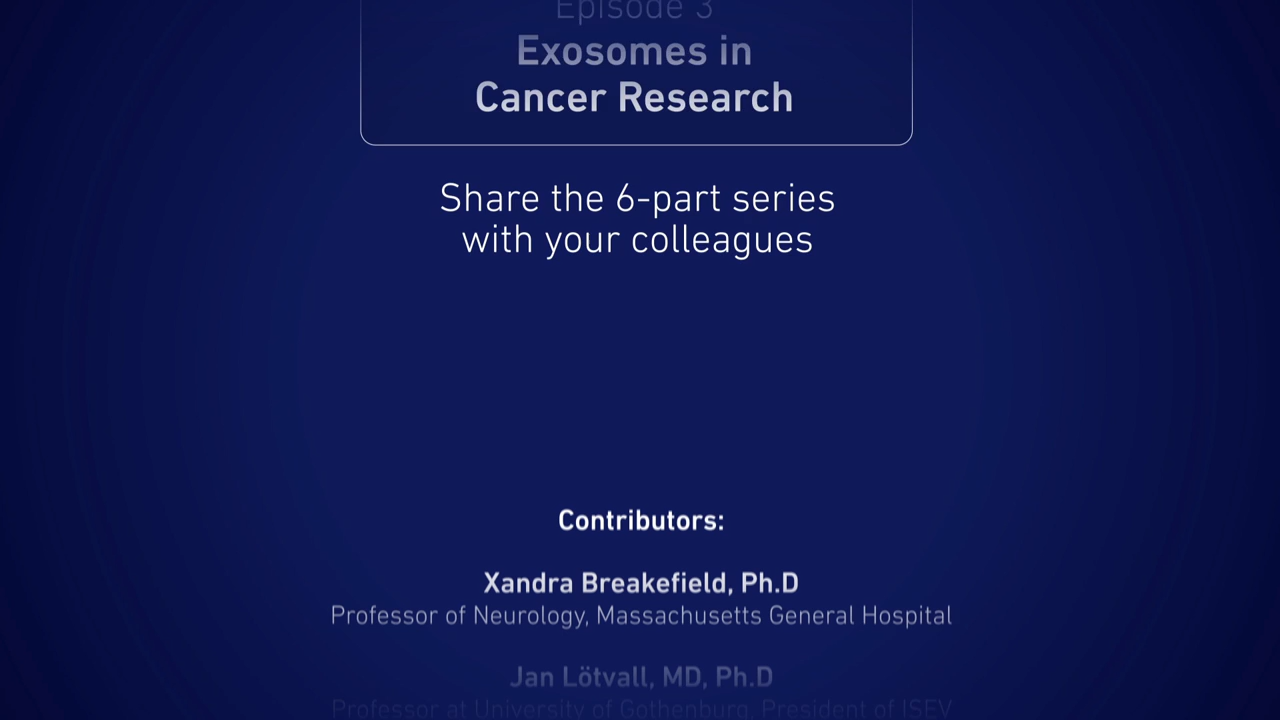 Episode 3
Exosomes in
Cancer Research
Share the 6-part series
with your colleagues
Contributors:
Xandra Breakefield, Ph.D
Professor of Neurology, Massachusetts General Hospital
Jan Lötvall, MD, Ph.D
Professor at University of Gothenburg, President of ISEV